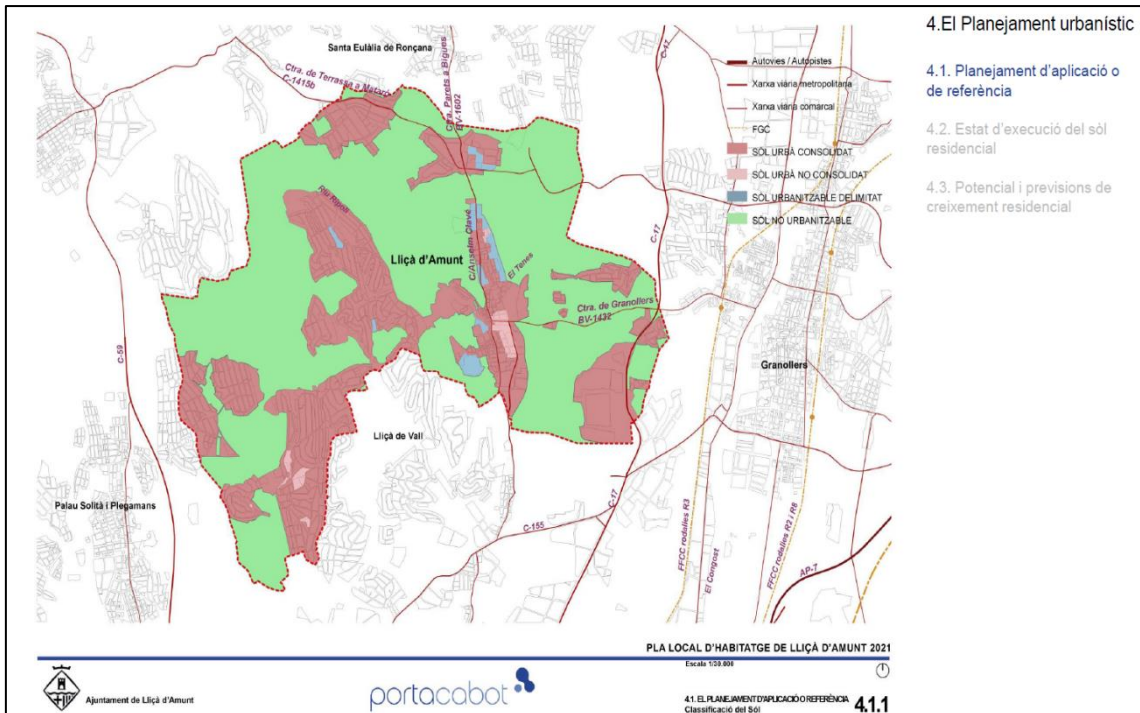 4.El Planejament urbanístic
4.1. Planejament d'aplicació o
de referència
4.2. Estat d'execució del sòl
residencial
4.3. Potencial i previsions de
creixement residencial
Santa Eulàlia de Ronçana
Ctra. de Terrassa a Mataró
C-1415b
Ctra. Parets a Bigues
BV-1602
C-17
Autovies / Autopistes
Xarxa viària metropolitana
Xarxa viària comarcal
FGC
SÒL URBÀ CONSOLIDAT
SÒL URBÀ NO CONSOLIDAT
SÒL URBANITZABLE DELIMITAT
SÒL NO URBANITZABLE
Riu Ripoll
Lliçà d'Amunt
C/Anselm Clavé
El Tenes
C-17
Ctra. de Granollers
BV-1432
C-59
Granollers
Lliçà de Vall
Palau Solità i Plegamans
C-17
C-155
FFCC rodalies R3
El Congost
FFCC rodalies R2 / R8
AP-7
PLA LOCAL D'HABITATGE DE LLIÇÀ D'AMUNT 2021
Escala 1/30.000
Ajuntament de Lliçà d'Amunt
portacabot
4.1. EL PLANEJAMENT D'APLICACIÓ O REFERÈNCIA
Classificació del Sòl
4.1.1